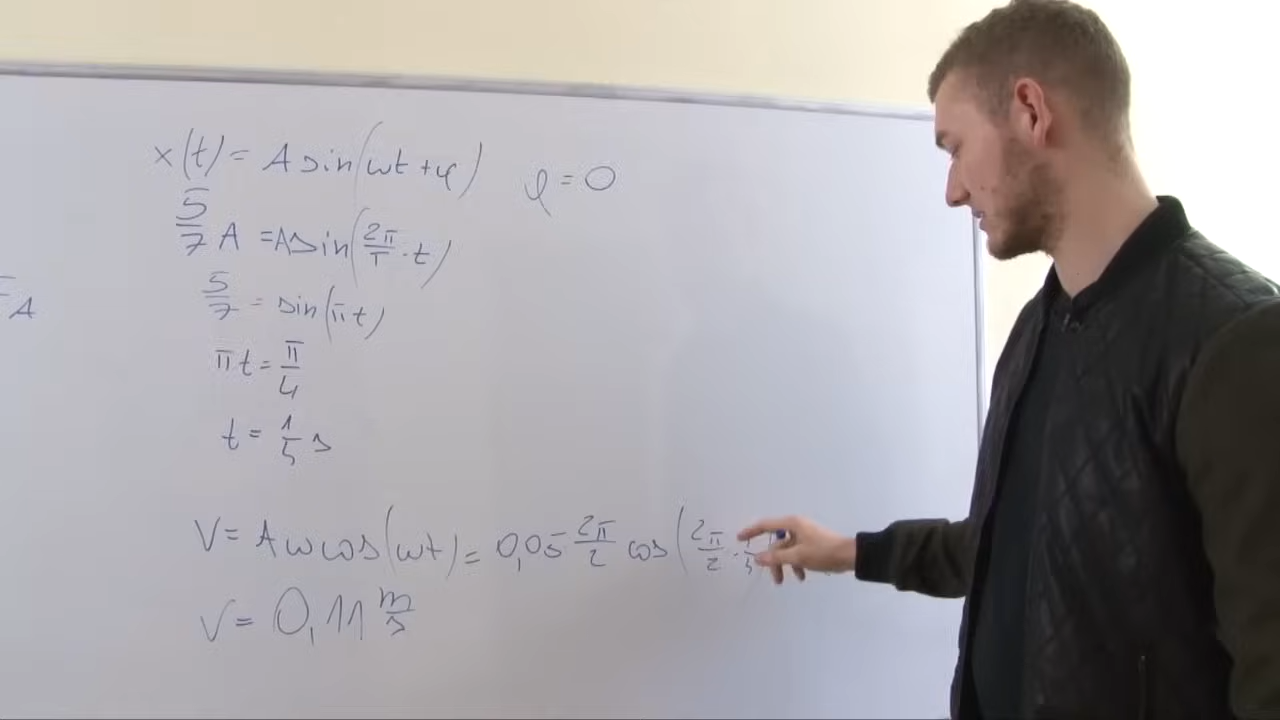 x(t) = A sin(ωt + φ) φ = 0
5/7 A = A sin(2π/T · t)
A
5/7 = sin(πt)
πt = π/4
t = 1/5 s
V = Aω cos(ωt) = 0,05 2π/2 cos(2π/2 ·
V = 0,11 m/s